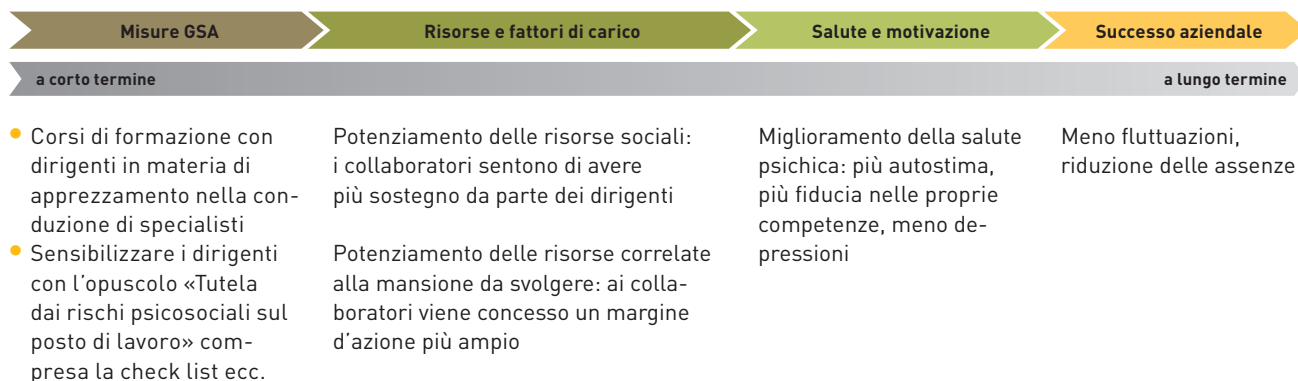 Misure GSA
Risorse e fattori di carico
Salute e motivazione
Successo aziendale
a corto termine
a lungo termine
• Corsi di formazione con
dirigenti in materia di
apprezzamento nella con-
duzione di specialisti
• Sensibilizzare i dirigenti
con l'opuscolo «Tutela
dai rischi psicosociali sul
posto di lavoro» com-
presa la check list ecc.
Potenziamento delle risorse sociali:
i collaboratori sentono di avere
più sostegno da parte dei dirigenti
Potenziamento delle risorse correlate
alla mansione da svolgere: ai colla-
boratori viene concesso un margine
d'azione più ampio
Miglioramento della salute
psichica: più autostima,
più fiducia nelle proprie
competenze, meno de-
pressioni
Meno fluttuazioni,
riduzione delle assenze